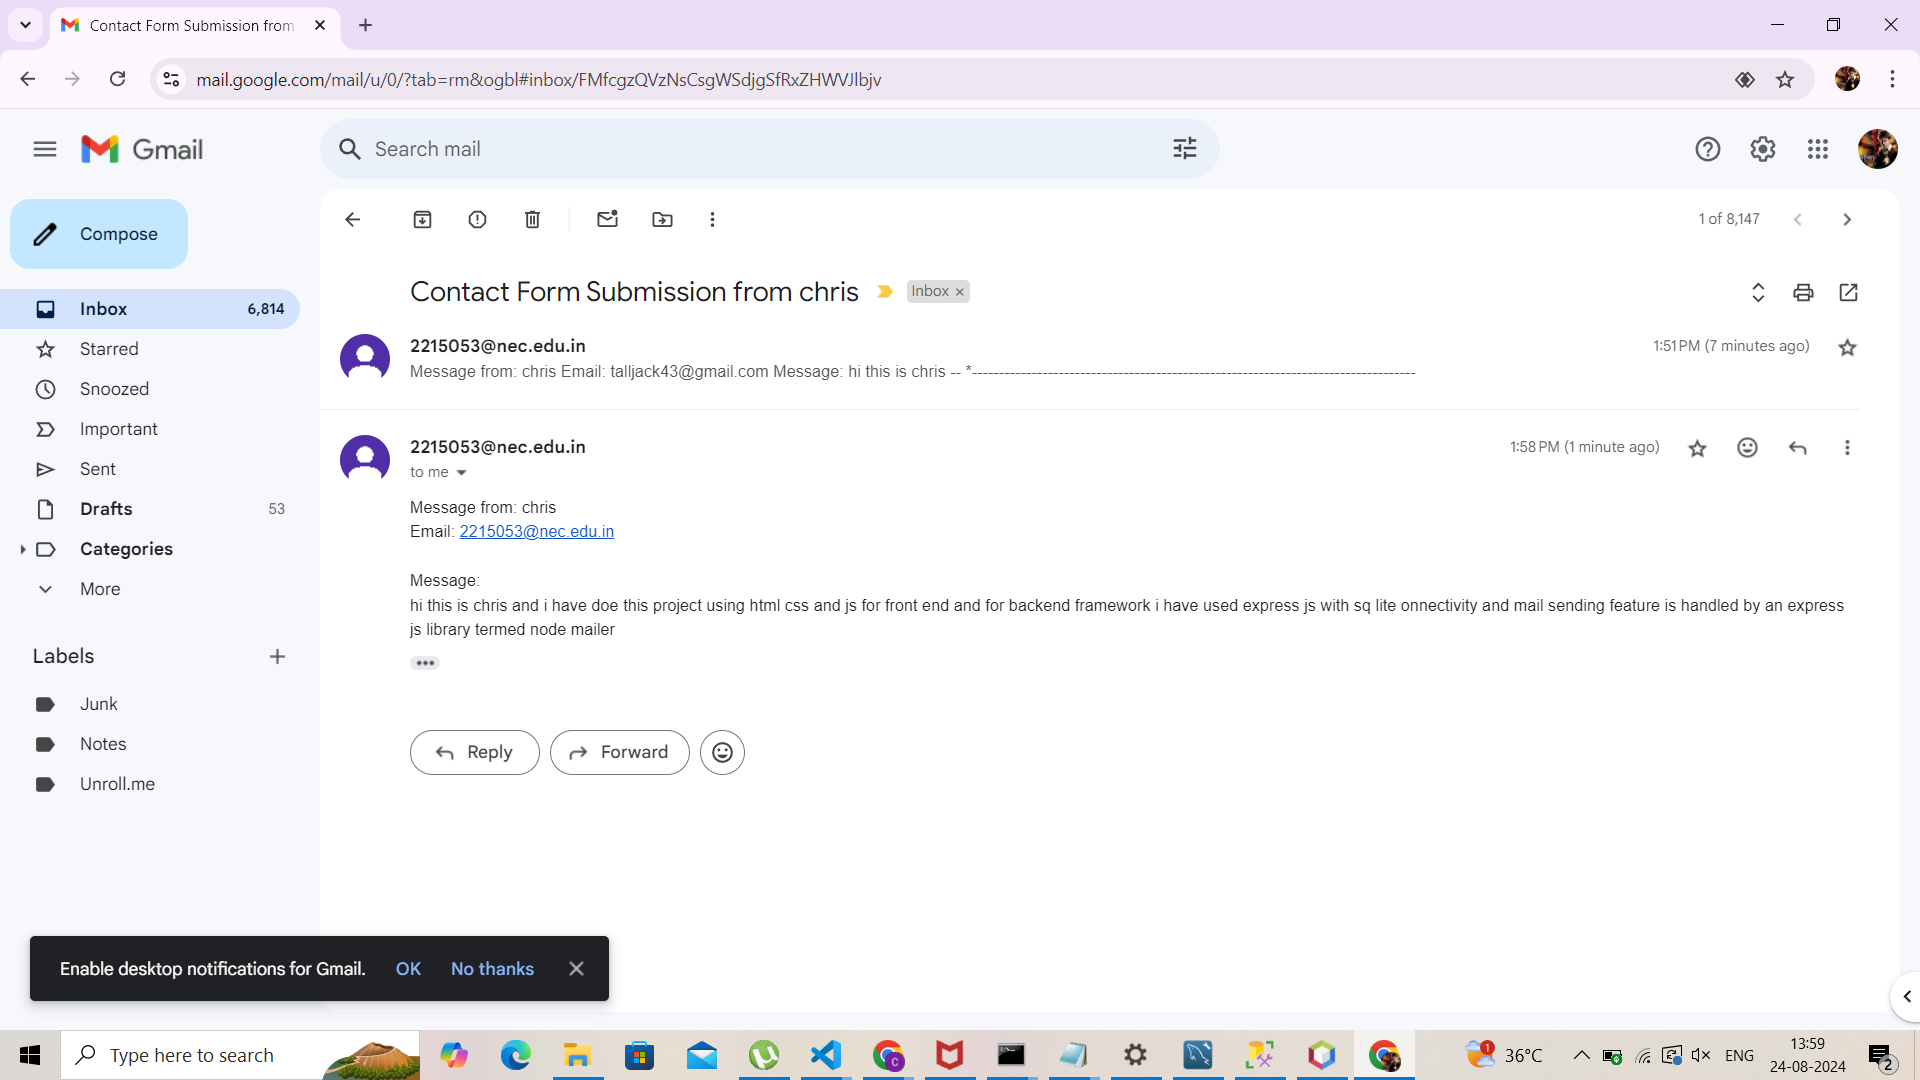 Contact Form Submission from
mail.google.com/mail/u/0/?tab=rm&ogbl#inbox/FMfcgzQVzNsCsgWSdjgSfRxZHWVJlbjv
Gmail
Search mail
Compose
1 of 8,147
Inbox 6,814
Starred
Snoozed
Important
Sent
Drafts 53
Categories
More
Labels
Junk
Notes
Unroll.me
Contact Form Submission from chris Inbox
2215053@nec.edu.in 1:51 PM (7 minutes ago)
Message from: chris Email: talljack43@gmail.com Message: hi this is chris -- *----------------------------------------------------------------------------------
2215053@nec.edu.in 1:58 PM (1 minute ago)
to me
Message from: chris
Email: 2215053@nec.edu.in
Message:
hi this is chris and i have doe this project using html css and js for front end and for backend framework i have used express js with sq lite onnectivity and mail sending feature is handled by an express
js library termed node mailer
Reply Forward
Enable desktop notifications for Gmail. OK No thanks
Type here to search
C
1
36°C
ENG
13:59
24-08-2024
2